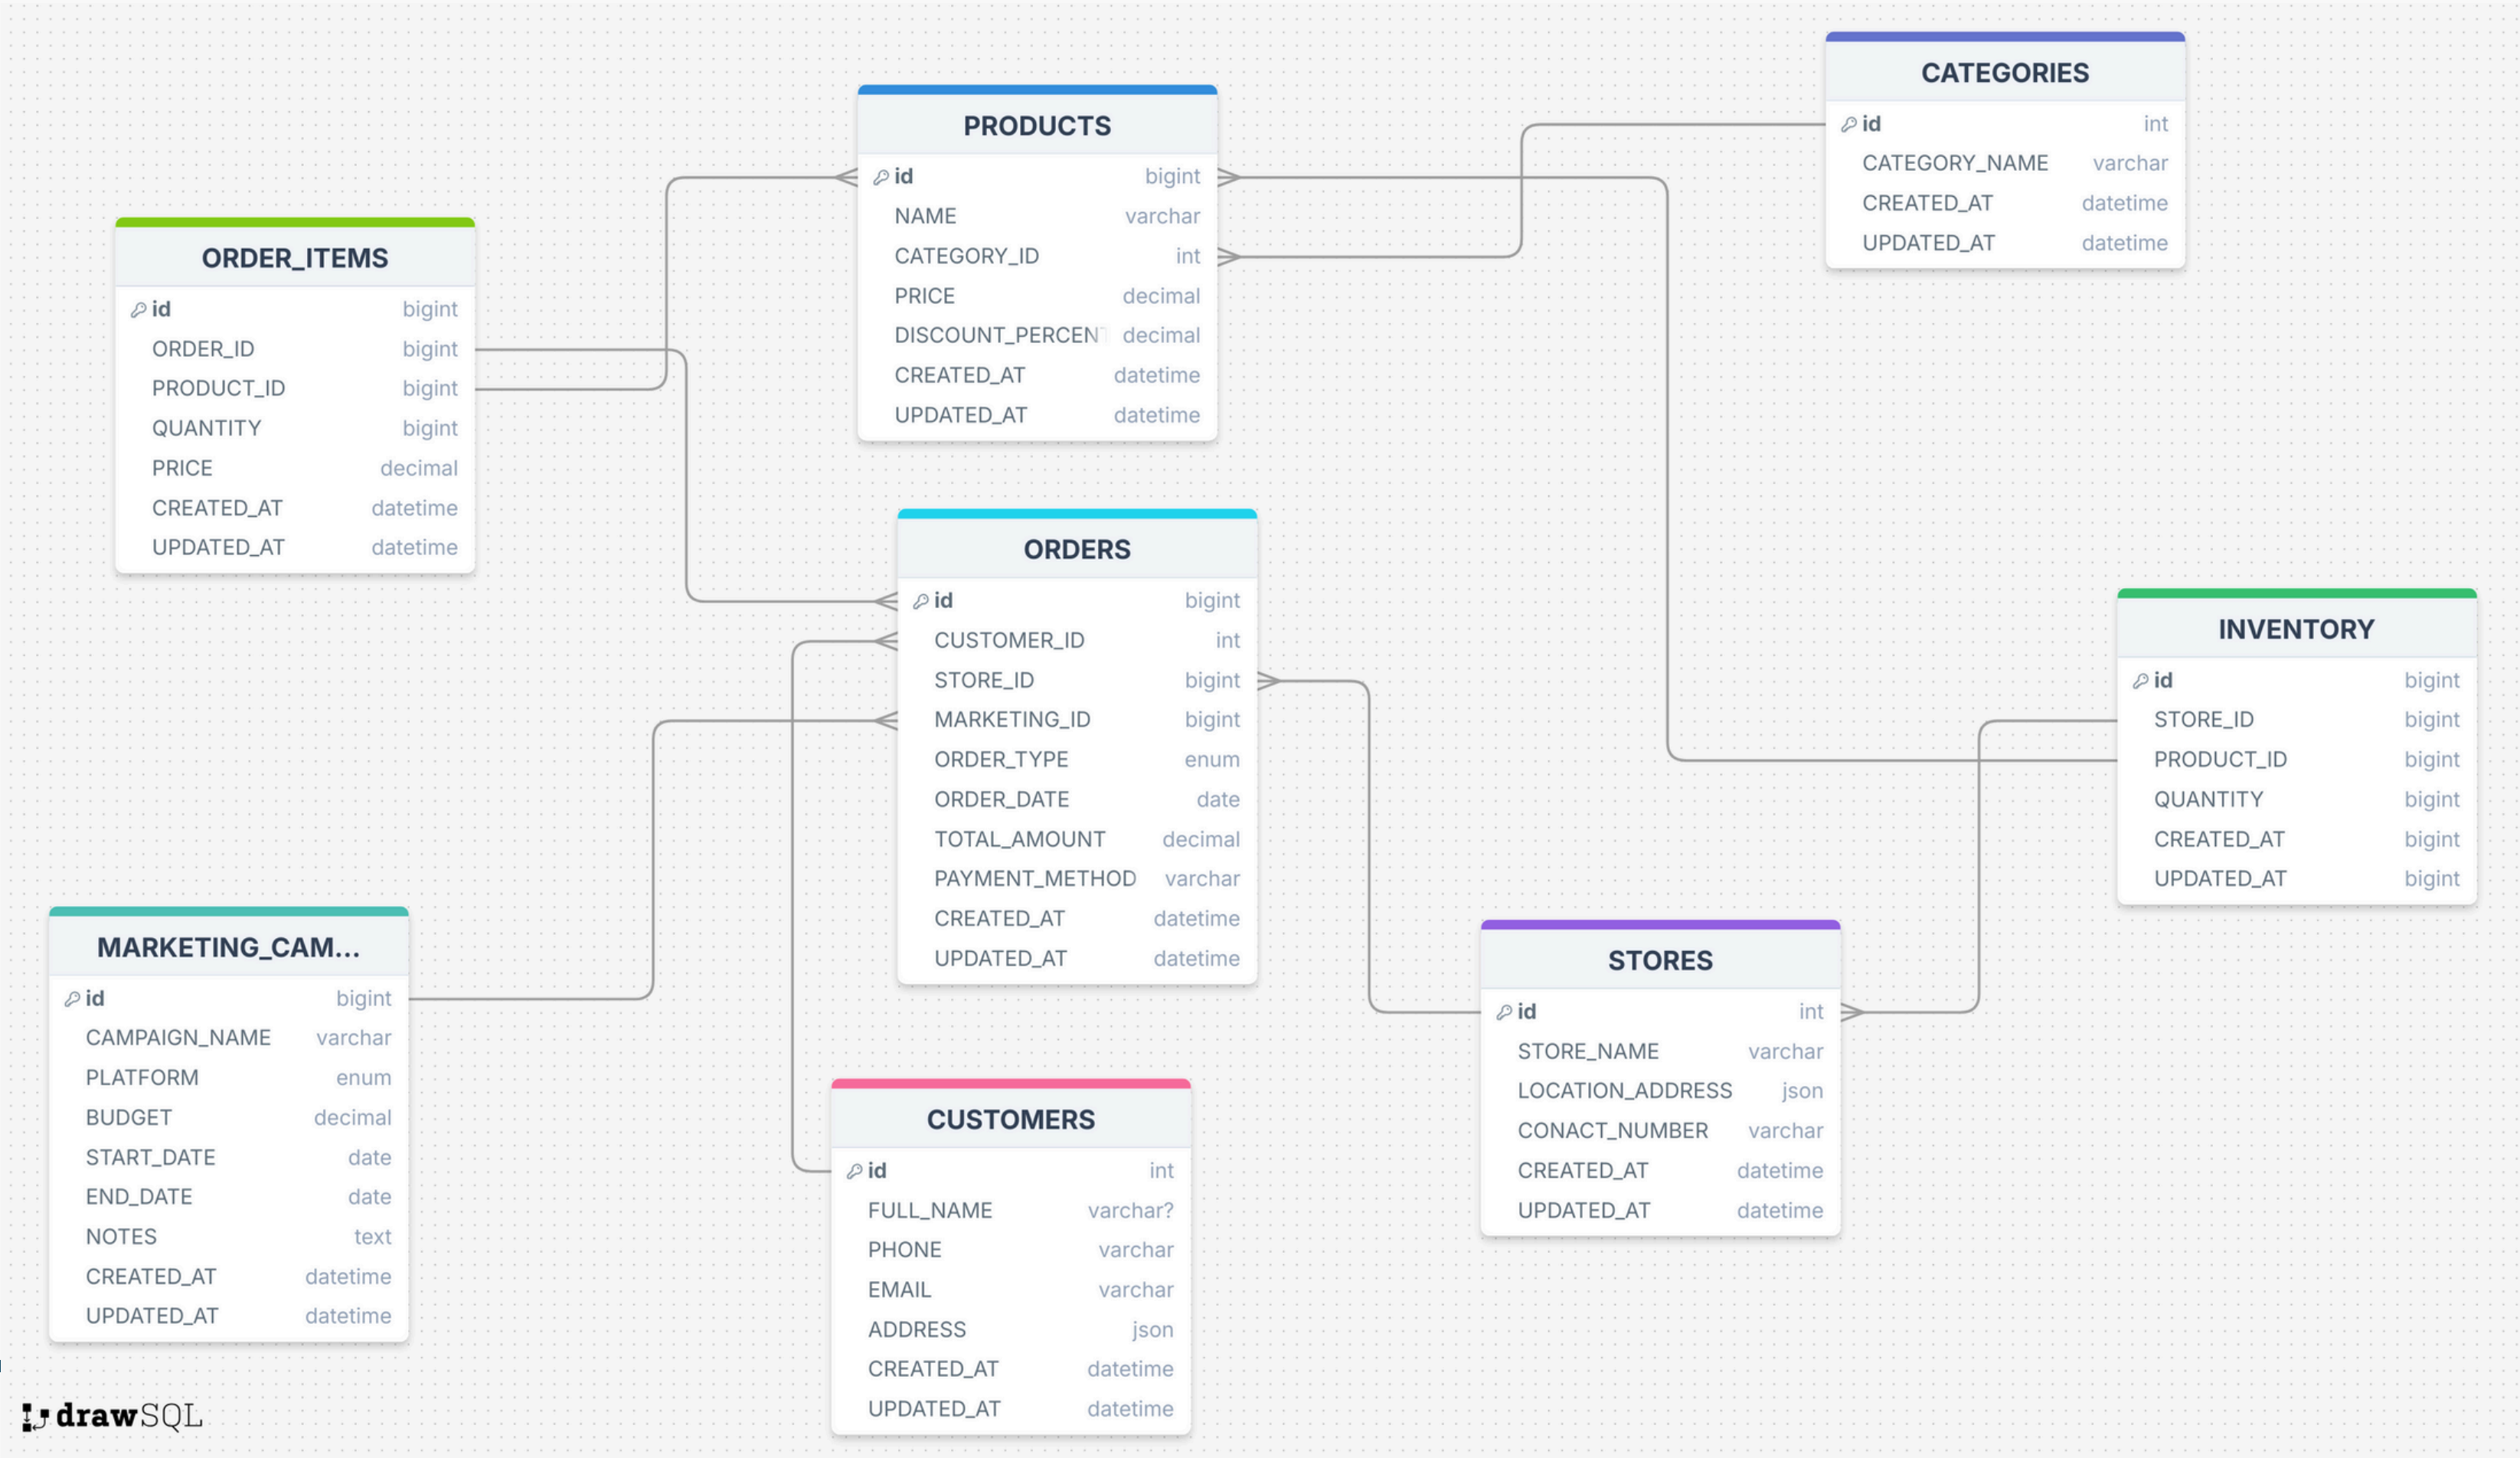 CATEGORIES
id int
CATEGORY_NAME varchar
CREATED_AT datetime
UPDATED_AT datetime
PRODUCTS
id bigint
NAME varchar
CATEGORY_ID int
PRICE decimal
DISCOUNT_PERCENT decimal
CREATED_AT datetime
UPDATED_AT datetime
ORDER_ITEMS
id bigint
ORDER_ID bigint
PRODUCT_ID bigint
QUANTITY bigint
PRICE decimal
CREATED_AT datetime
UPDATED_AT datetime
ORDERS
id bigint
CUSTOMER_ID int
STORE_ID bigint
MARKETING_ID bigint
ORDER_TYPE enum
ORDER_DATE date
TOTAL_AMOUNT decimal
PAYMENT_METHOD varchar
CREATED_AT datetime
UPDATED_AT datetime
INVENTORY
id bigint
STORE_ID bigint
PRODUCT_ID bigint
QUANTITY bigint
CREATED_AT bigint
UPDATED_AT bigint
MARKETING_CAM...
id bigint
CAMPAIGN_NAME varchar
PLATFORM enum
BUDGET decimal
START_DATE date
END_DATE date
NOTES text
CREATED_AT datetime
UPDATED_AT datetime
STORES
id int
STORE_NAME varchar
LOCATION_ADDRESS json
CONACT_NUMBER varchar
CREATED_AT datetime
UPDATED_AT datetime
CUSTOMERS
id int
FULL_NAME varchar?
PHONE varchar
EMAIL varchar
ADDRESS json
CREATED_AT datetime
UPDATED_AT datetime
drawSQL